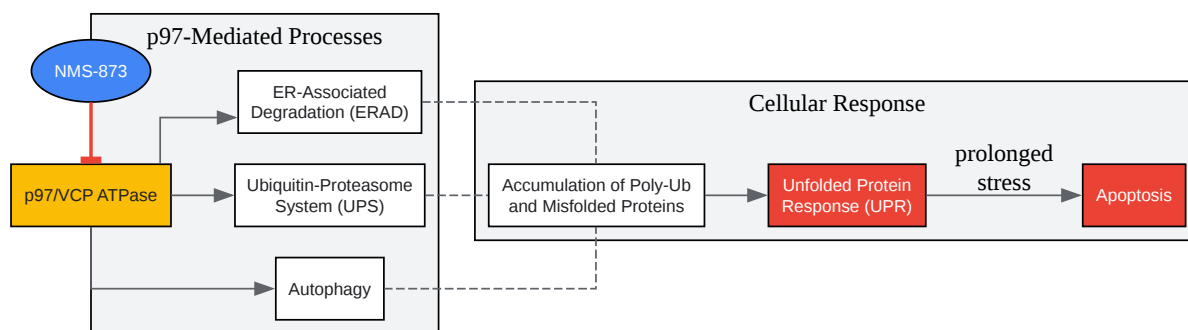 p97-Mediated Processes
NMS-873
ER-Associated
Degradation (ERAD)
p97/VCP ATPase
Ubiquitin-Proteasome
System (UPS)
Autophagy
Cellular Response
Accumulation of Poly-Ub
and Misfolded Proteins
Unfolded Protein
Response (UPR)
prolonged
stress
Apoptosis